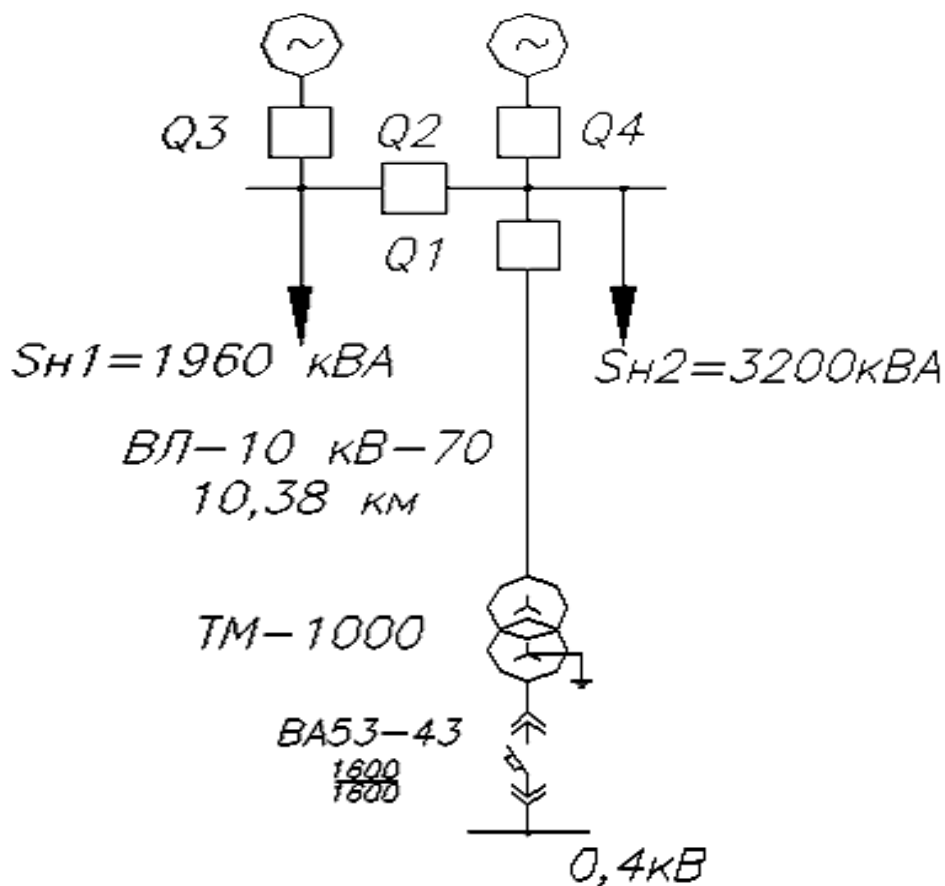 Q3
Q2
Q4
Q1
Sн1=1960 кВА
Sн2=3200кВА
ВЛ-10 кВ-70
10,38 км
ТМ-1000
ВА53-43
1600
1600
0,4кВ